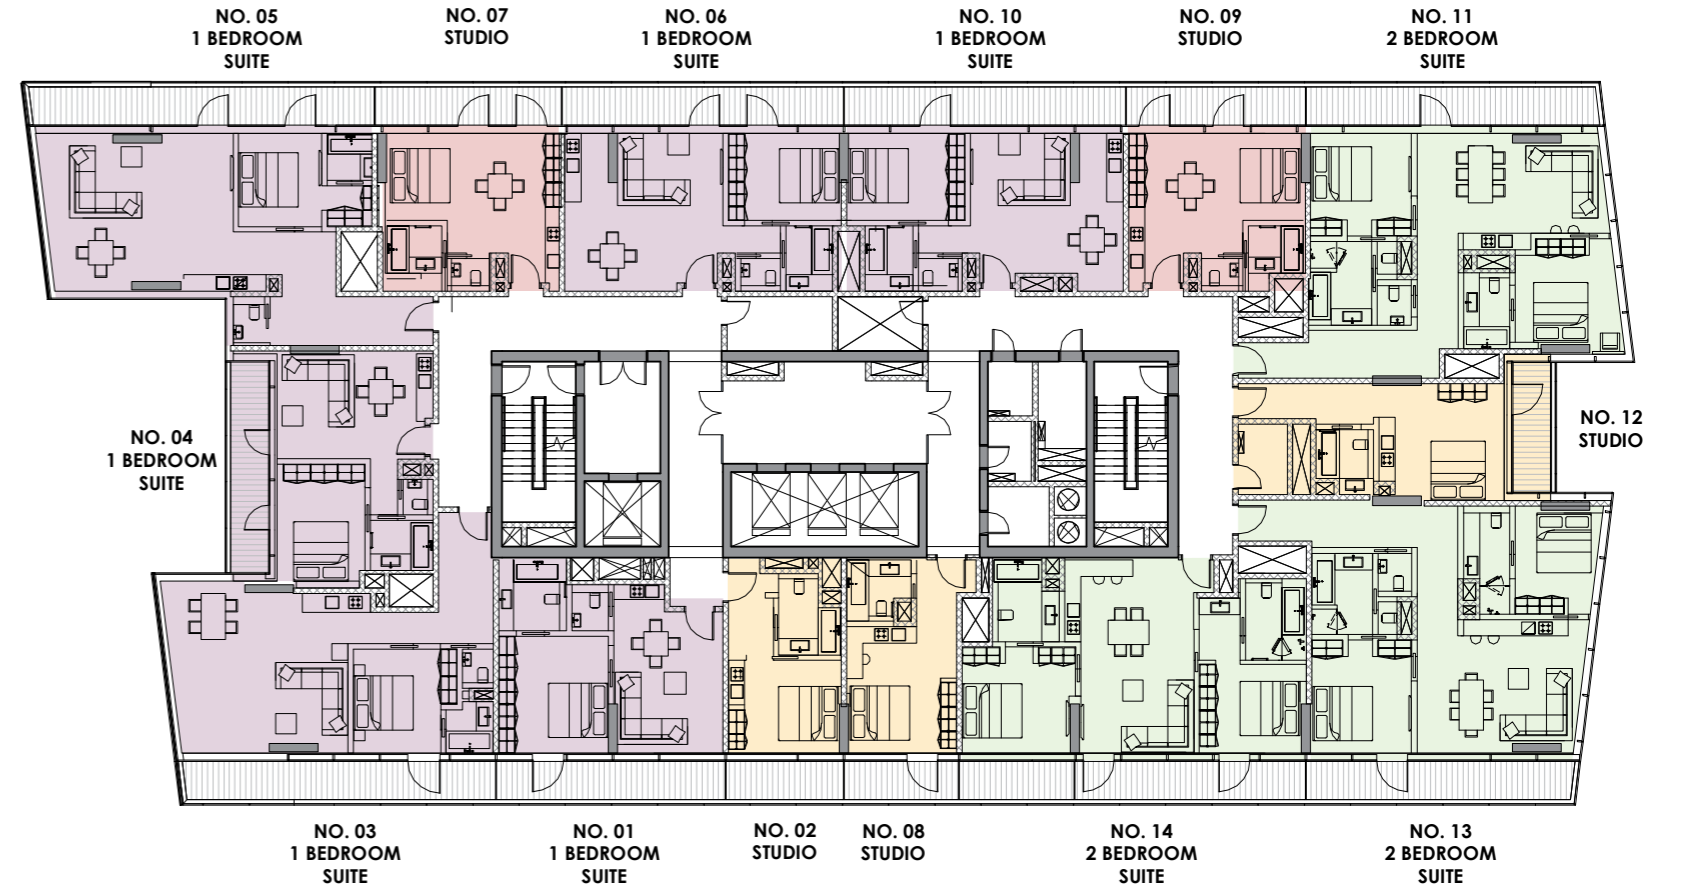 NO. 05
1 BEDROOM
SUITE
NO. 07
STUDIO
NO. 06
1 BEDROOM
SUITE
NO. 10
1 BEDROOM
SUITE
NO. 09
STUDIO
NO. 11
2 BEDROOM
SUITE
NO. 04
1 BEDROOM
SUITE
NO. 12
STUDIO
NO. 03
1 BEDROOM
SUITE
NO. 01
1 BEDROOM
SUITE
NO. 02
STUDIO
NO. 08
STUDIO
NO. 14
2 BEDROOM
SUITE
NO. 13
2 BEDROOM
SUITE